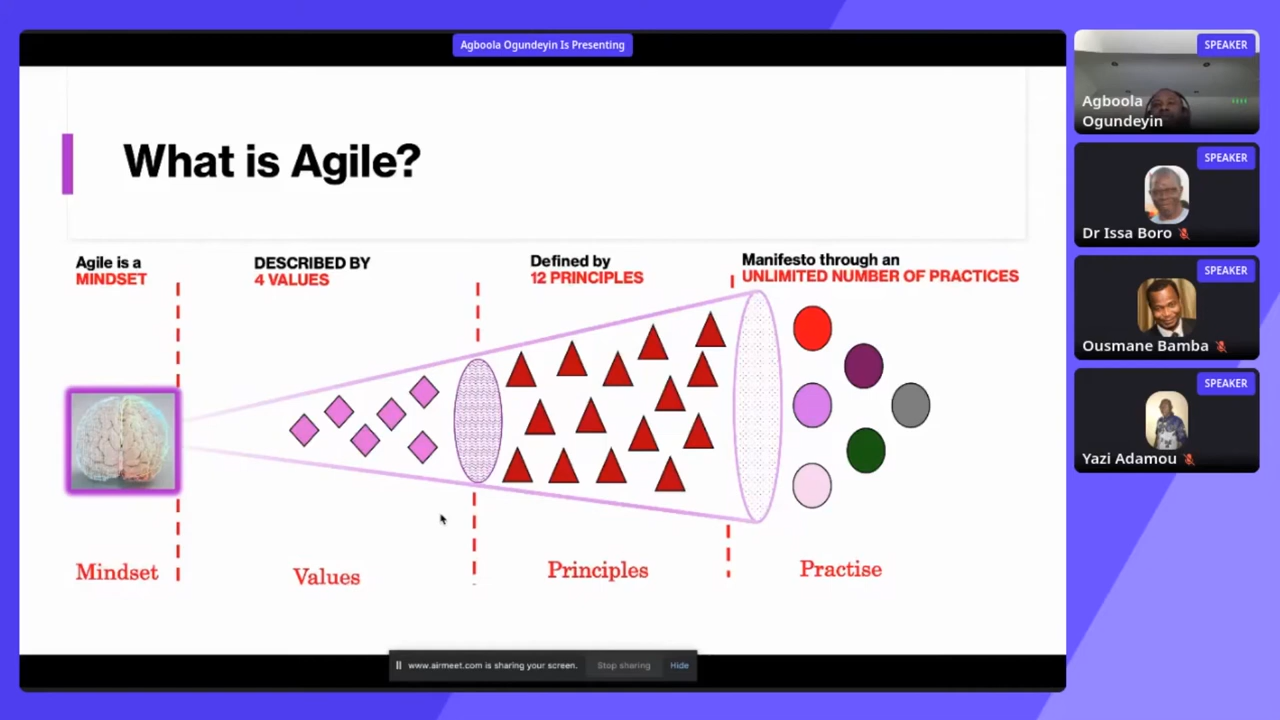 Agboola Ogundeyin Is Presenting
What is Agile?
Agile is a
MINDSET
DESCRIBED BY
4 VALUES
Defined by
12 PRINCIPLES
Manifesto through an
UNLIMITED NUMBER OF PRACTICES
Mindset
Values
Principles
Practise
www.airmeet.com is sharing your screen.
Stop sharing
Hide
SPEAKER
Agboola
Ogundeyin
SPEAKER
Dr Issa Boro
SPEAKER
Ousmane Bamba
SPEAKER
Yazi Adamou